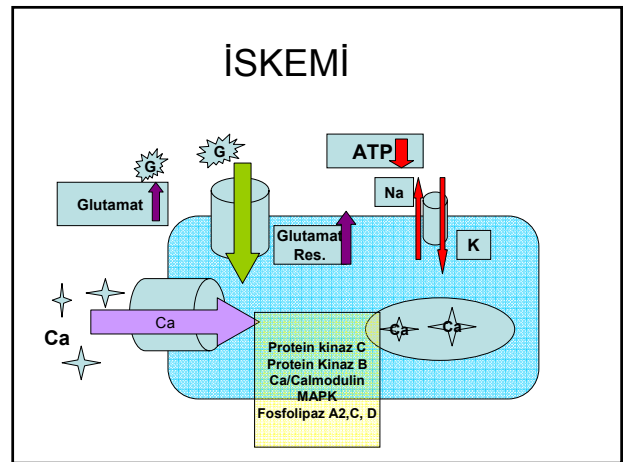 İSKEMİ
G
G
ATP
Glutamat
Na
Glutamat
Res.
K
Ca
Ca
Ca
Ca
Protein kinaz C
Protein Kinaz B
Ca/Calmodulin
MAPK
Fosfolipaz A2,C, D